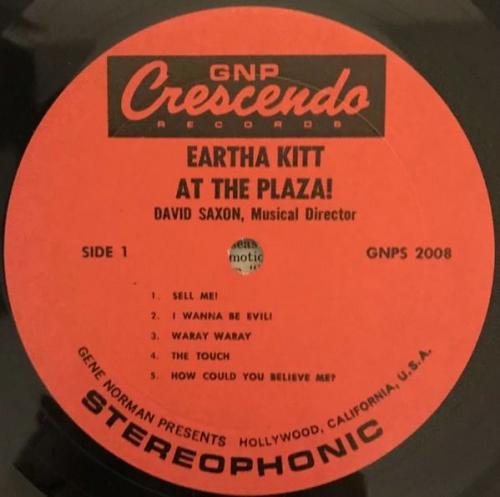 GNP
Crescendo
RECORDS
EARTHA KITT
AT THE PLAZA!
DAVID SAXON, Musical Director
SIDE 1
GNPS 2008
1. SELL ME!
2. I WANNA BE EVIL!
3. WARAY WARAY
4. THE TOUCH
5. HOW COULD YOU BELIEVE ME?
GENE NORMAN PRESENTS HOLLYWOOD, CALIFORNIA, U.S.A.
STEREOPHONIC